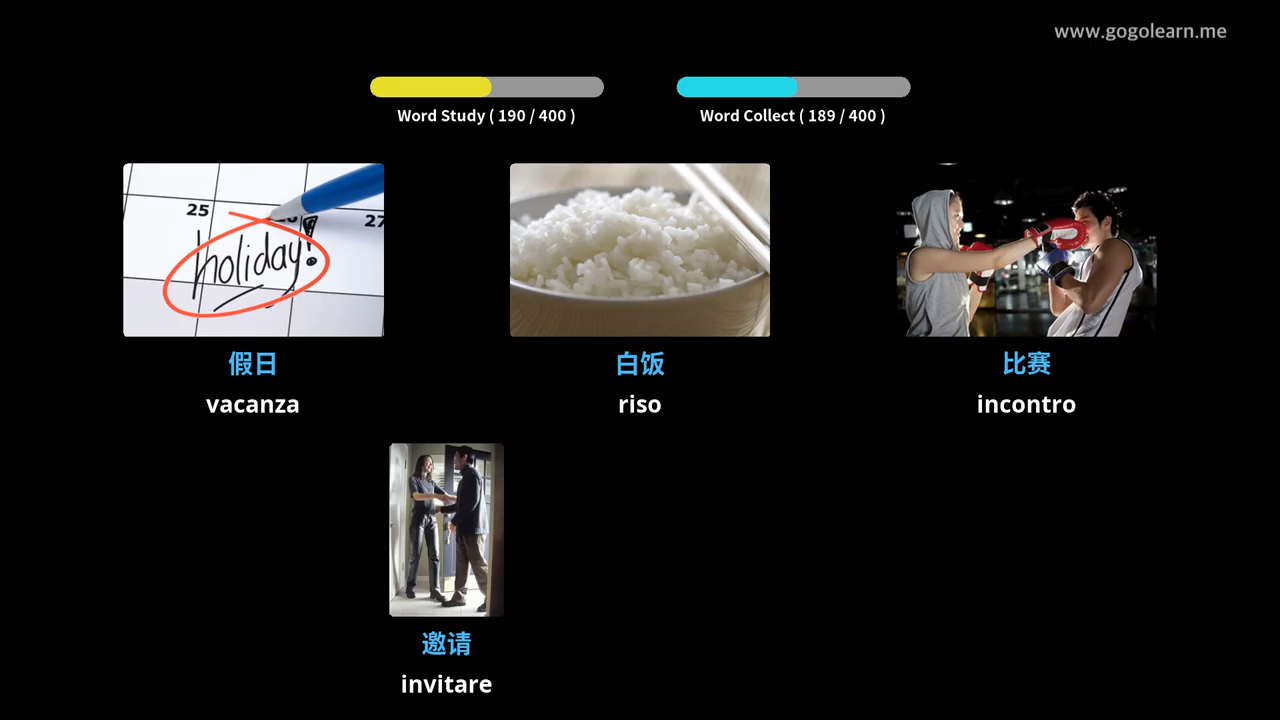 www.gogolearn.me
Word Study ( 190 / 400 )
Word Collect ( 189 / 400 )
25
27
holiday!
假日
白饭
比赛
vacanza
riso
incontro
邀请
invitare